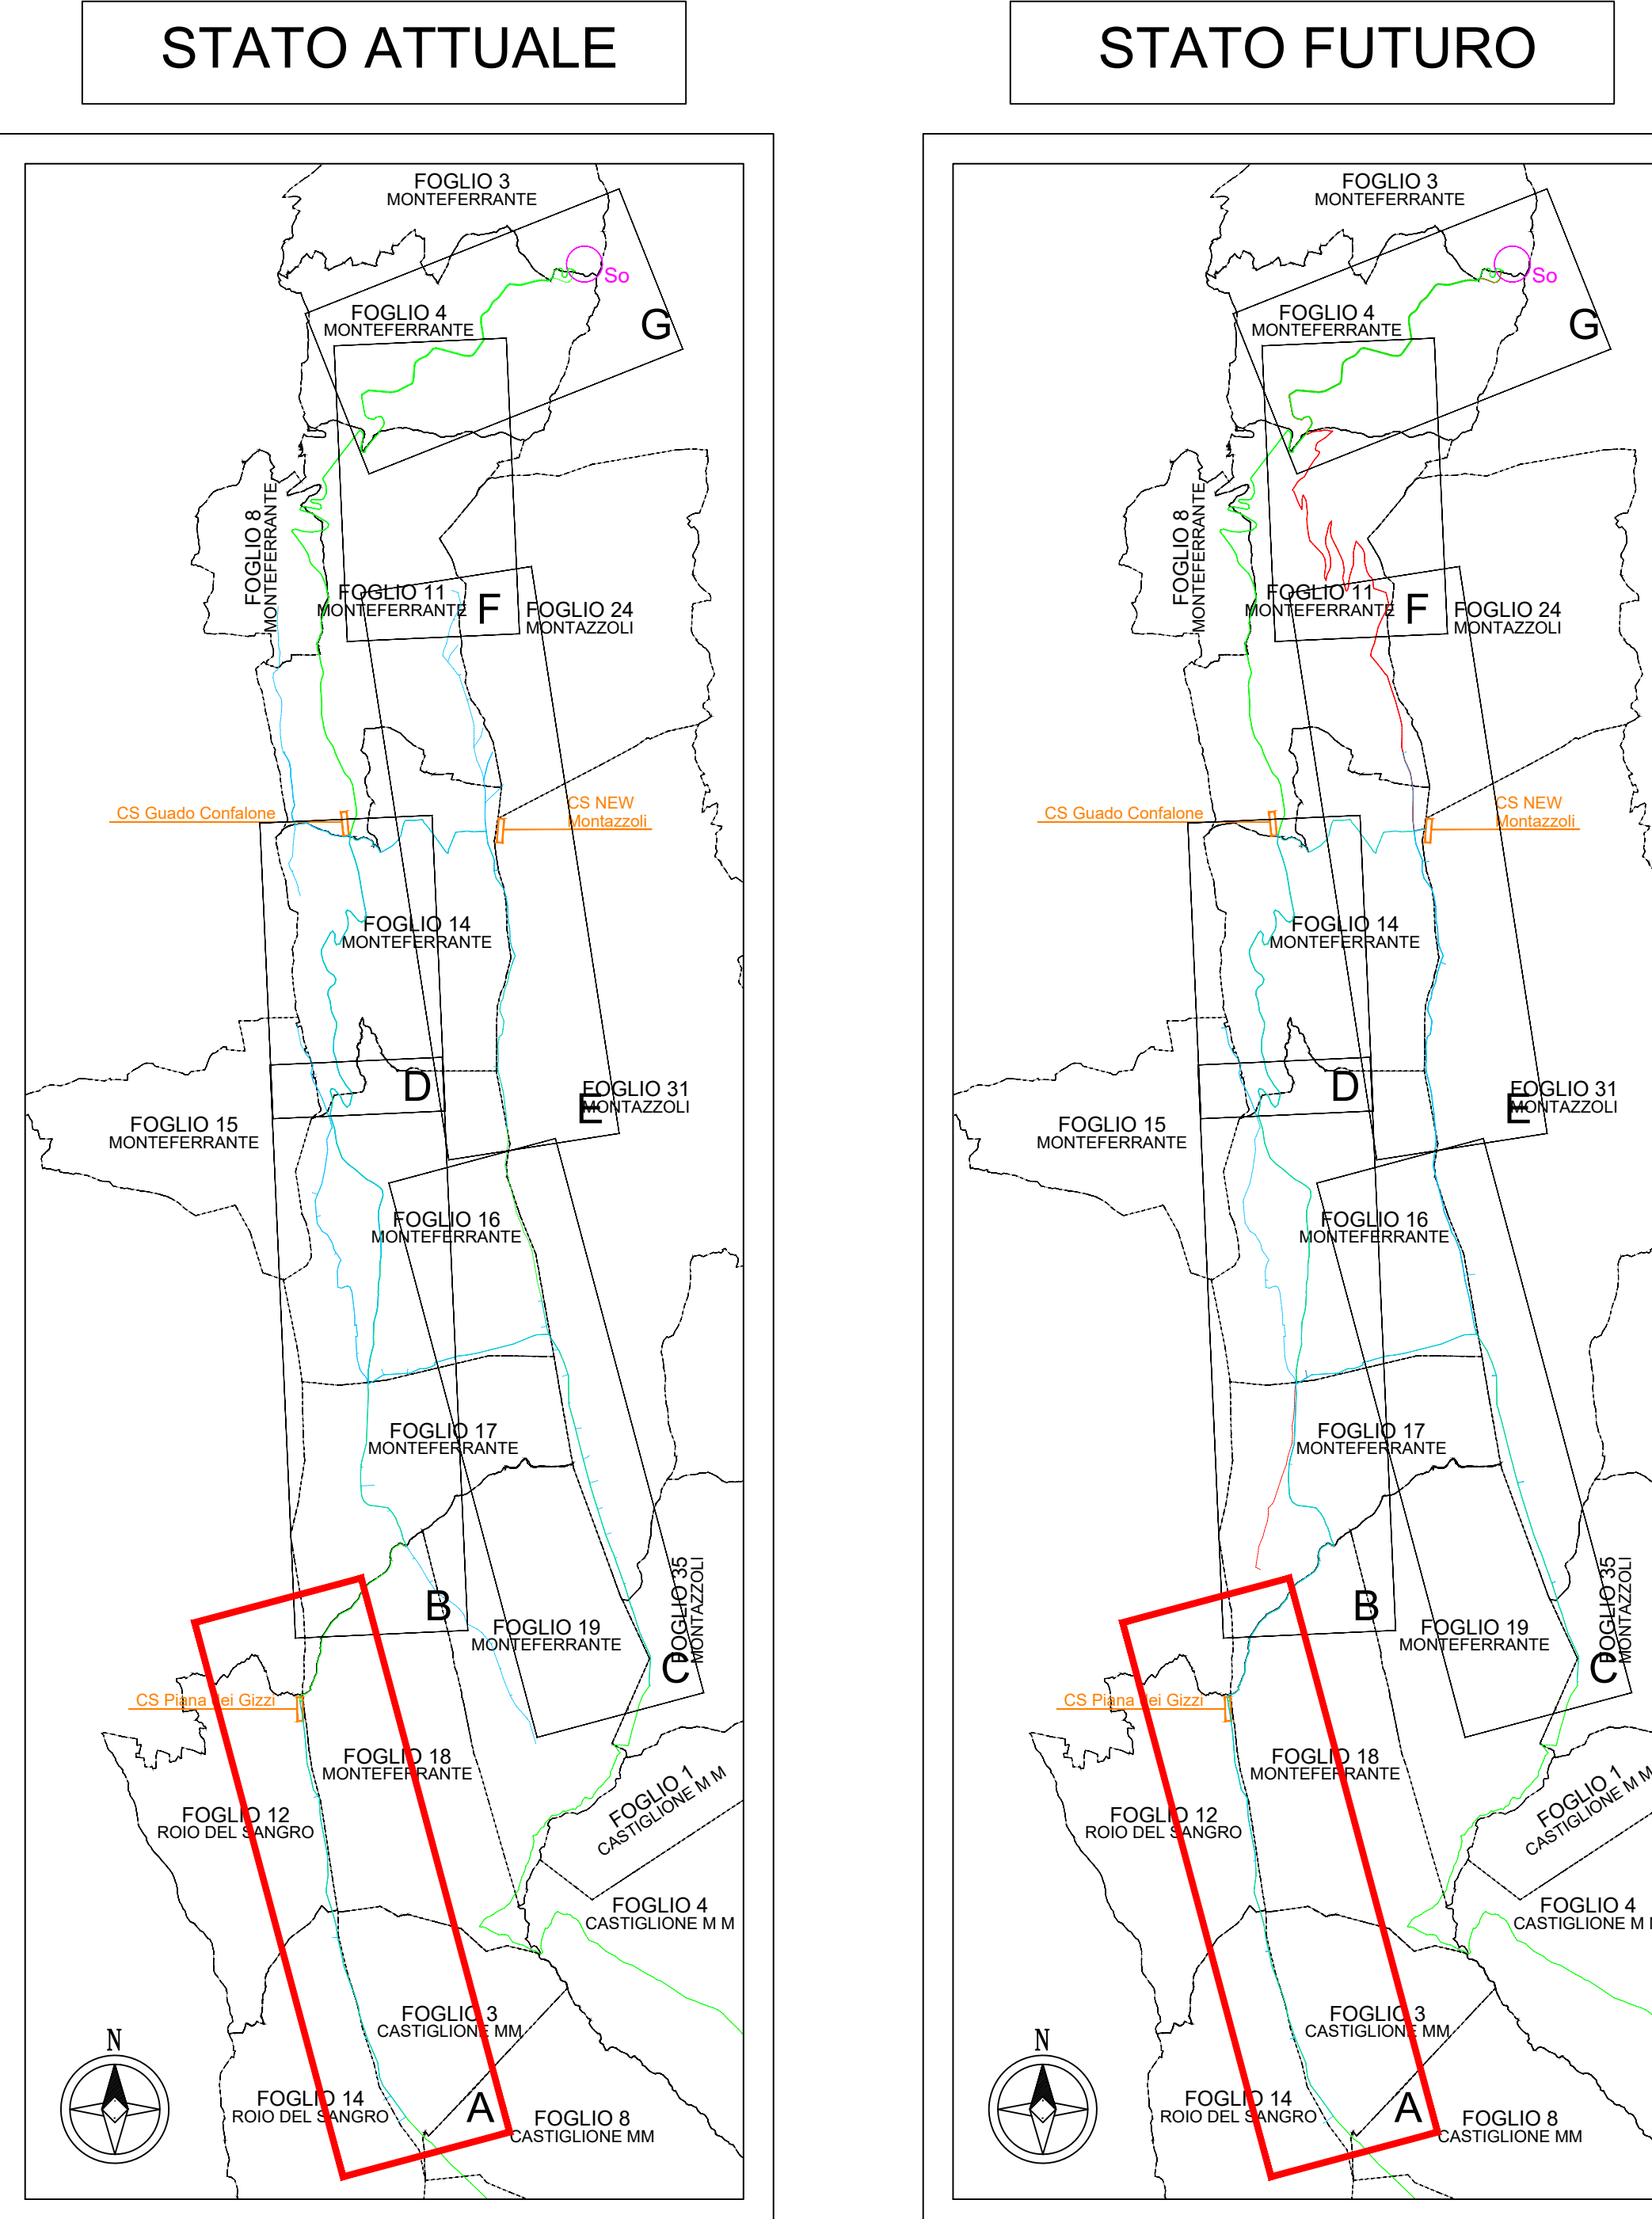 STATO ATTUALE
FOGLIO 3
MONTEFERRANTE
So
FOGLIO 4
MONTEFERRANTE
G
FOGLIO 8
MONTEFERRANTE
FOGLIO 11
MONTEFERRANTE
F
FOGLIO 24
MONTAZZOLI
CS Guado Confalone
CS NEW
Montazzoli
FOGLIO 14
MONTEFERRANTE
D
E
FOGLIO 31
MONTAZZOLI
FOGLIO 15
MONTEFERRANTE
FOGLIO 16
MONTEFERRANTE
FOGLIO 17
MONTEFERRANTE
B
FOGLIO 19
MONTEFERRANTE
FOGLIO 35
MONTAZZOLI
C
CS Piana dei Gizzi
FOGLIO 18
MONTEFERRANTE
FOGLIO 12
ROIO DEL SANGRO
FOGLIO 1
CASTIGLIONE M M
FOGLIO 4
CASTIGLIONE M M
FOGLIO 3
CASTIGLIONE MM
N
FOGLIO 14
ROIO DEL SANGRO
A
FOGLIO 8
CASTIGLIONE MM
STATO FUTURO
FOGLIO 3
MONTEFERRANTE
So
FOGLIO 4
MONTEFERRANTE
G
FOGLIO 8
MONTEFERRANTE
FOGLIO 11
MONTEFERRANTE
F
FOGLIO 24
MONTAZZOLI
CS Guado Confalone
CS NEW
Montazzoli
FOGLIO 14
MONTEFERRANTE
D
E
FOGLIO 31
MONTAZZOLI
FOGLIO 15
MONTEFERRANTE
FOGLIO 16
MONTEFERRANTE
FOGLIO 17
MONTEFERRANTE
B
FOGLIO 19
MONTEFERRANTE
FOGLIO 35
MONTAZZOLI
C
CS Piana dei Gizzi
FOGLIO 18
MONTEFERRANTE
FOGLIO 12
ROIO DEL SANGRO
FOGLIO 1
CASTIGLIONE M M
FOGLIO 4
CASTIGLIONE M
FOGLIO 3
CASTIGLIONE MM
N
FOGLIO 14
ROIO DEL SANGRO
A
FOGLIO 8
CASTIGLIONE MM